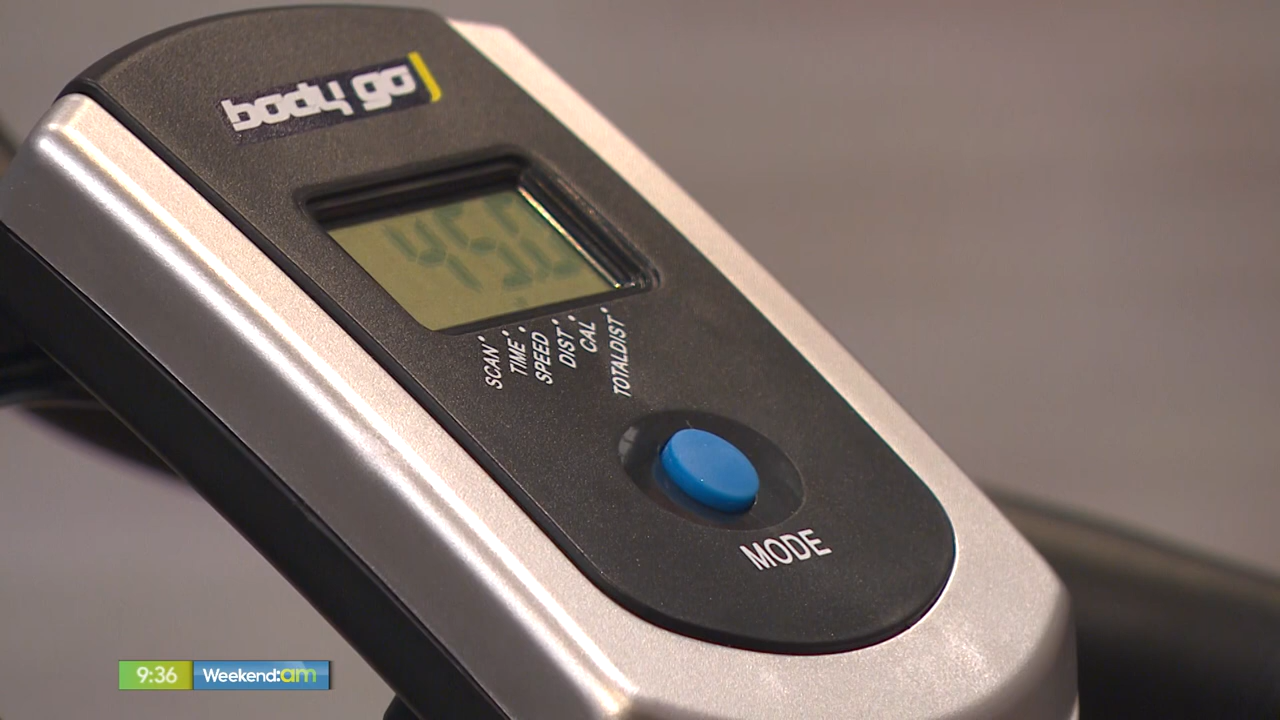 body go
SCAN
TIME
SPEED
DIST
CAL
TOTALDIST
MODE
9:36 Weekend:am